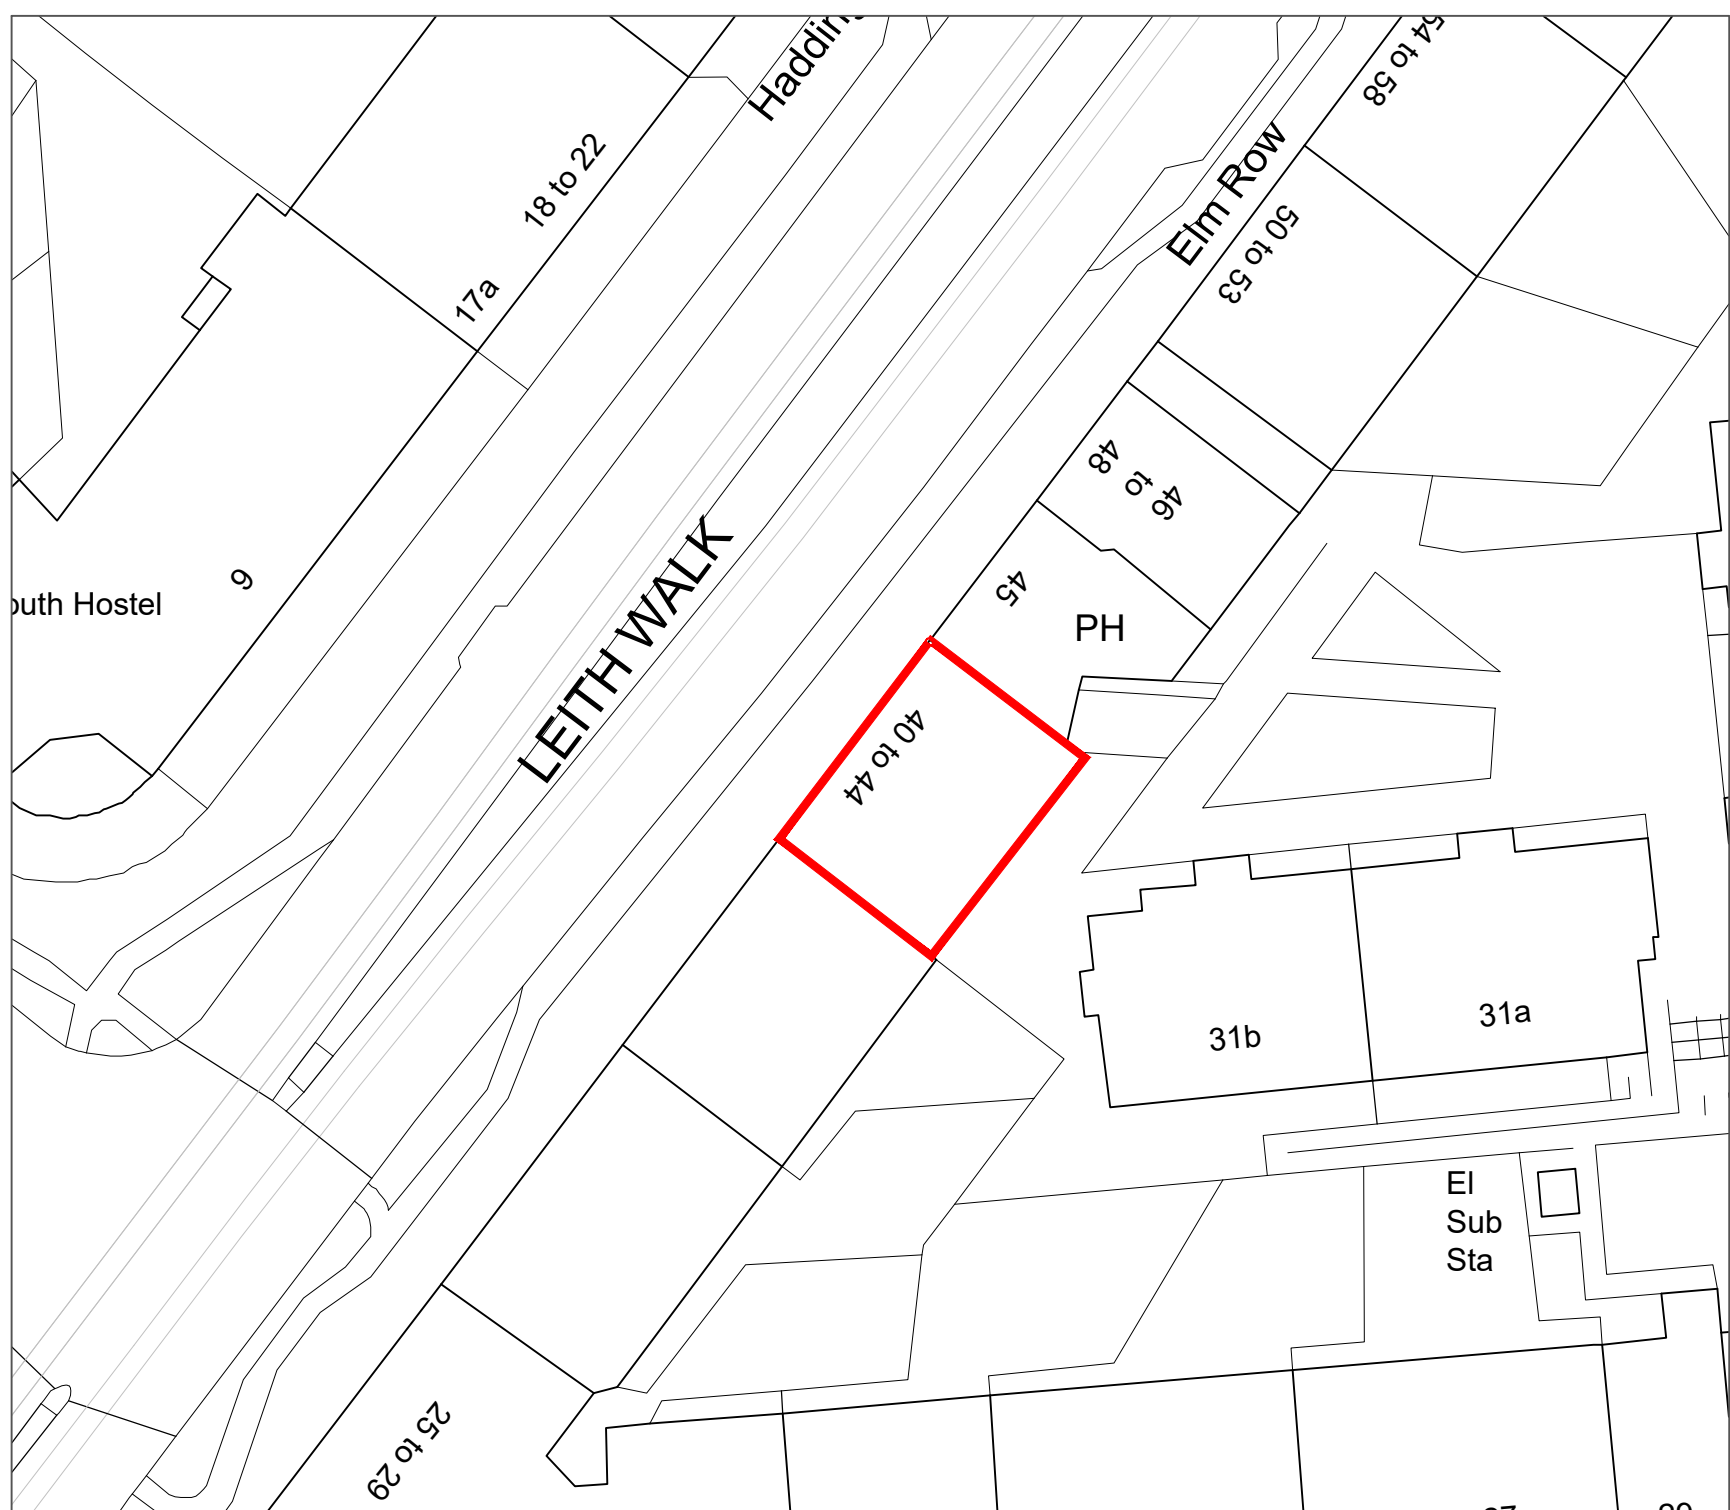 Haddin
54 to 58
18 to 22
Elm Row
50 to 53
17a
48
to
46
LEITH WALK
9
outh Hostel
45
PH
40 to 44
31b
31a
El
Sub
Sta
25 to 29